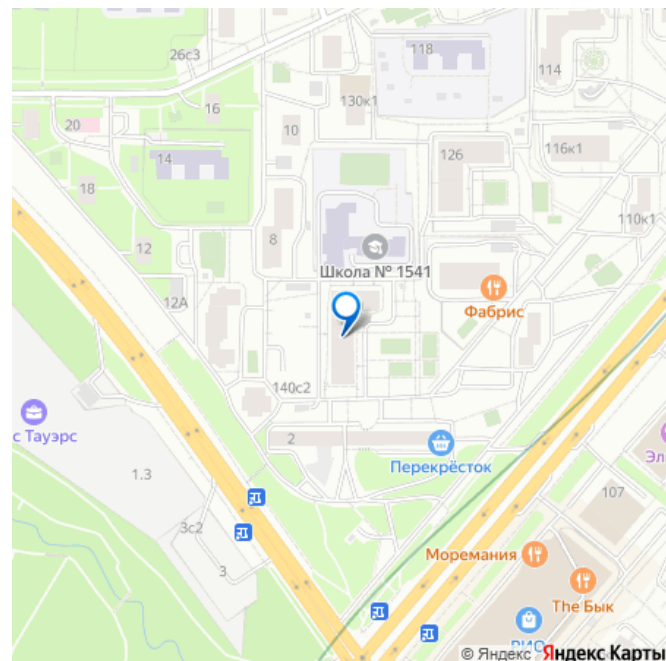 26с3
118
114
16
130к1
20
10
126
116к1
14
18
110к1
12
8
Школа № 1541
12А
Фабрис
140с2
с Тауэрс
2
Перекрёсток
Эл
1.3
107
3с2
Моремания
3
The Бык
РИО
© Яндекс Яндекс Карты